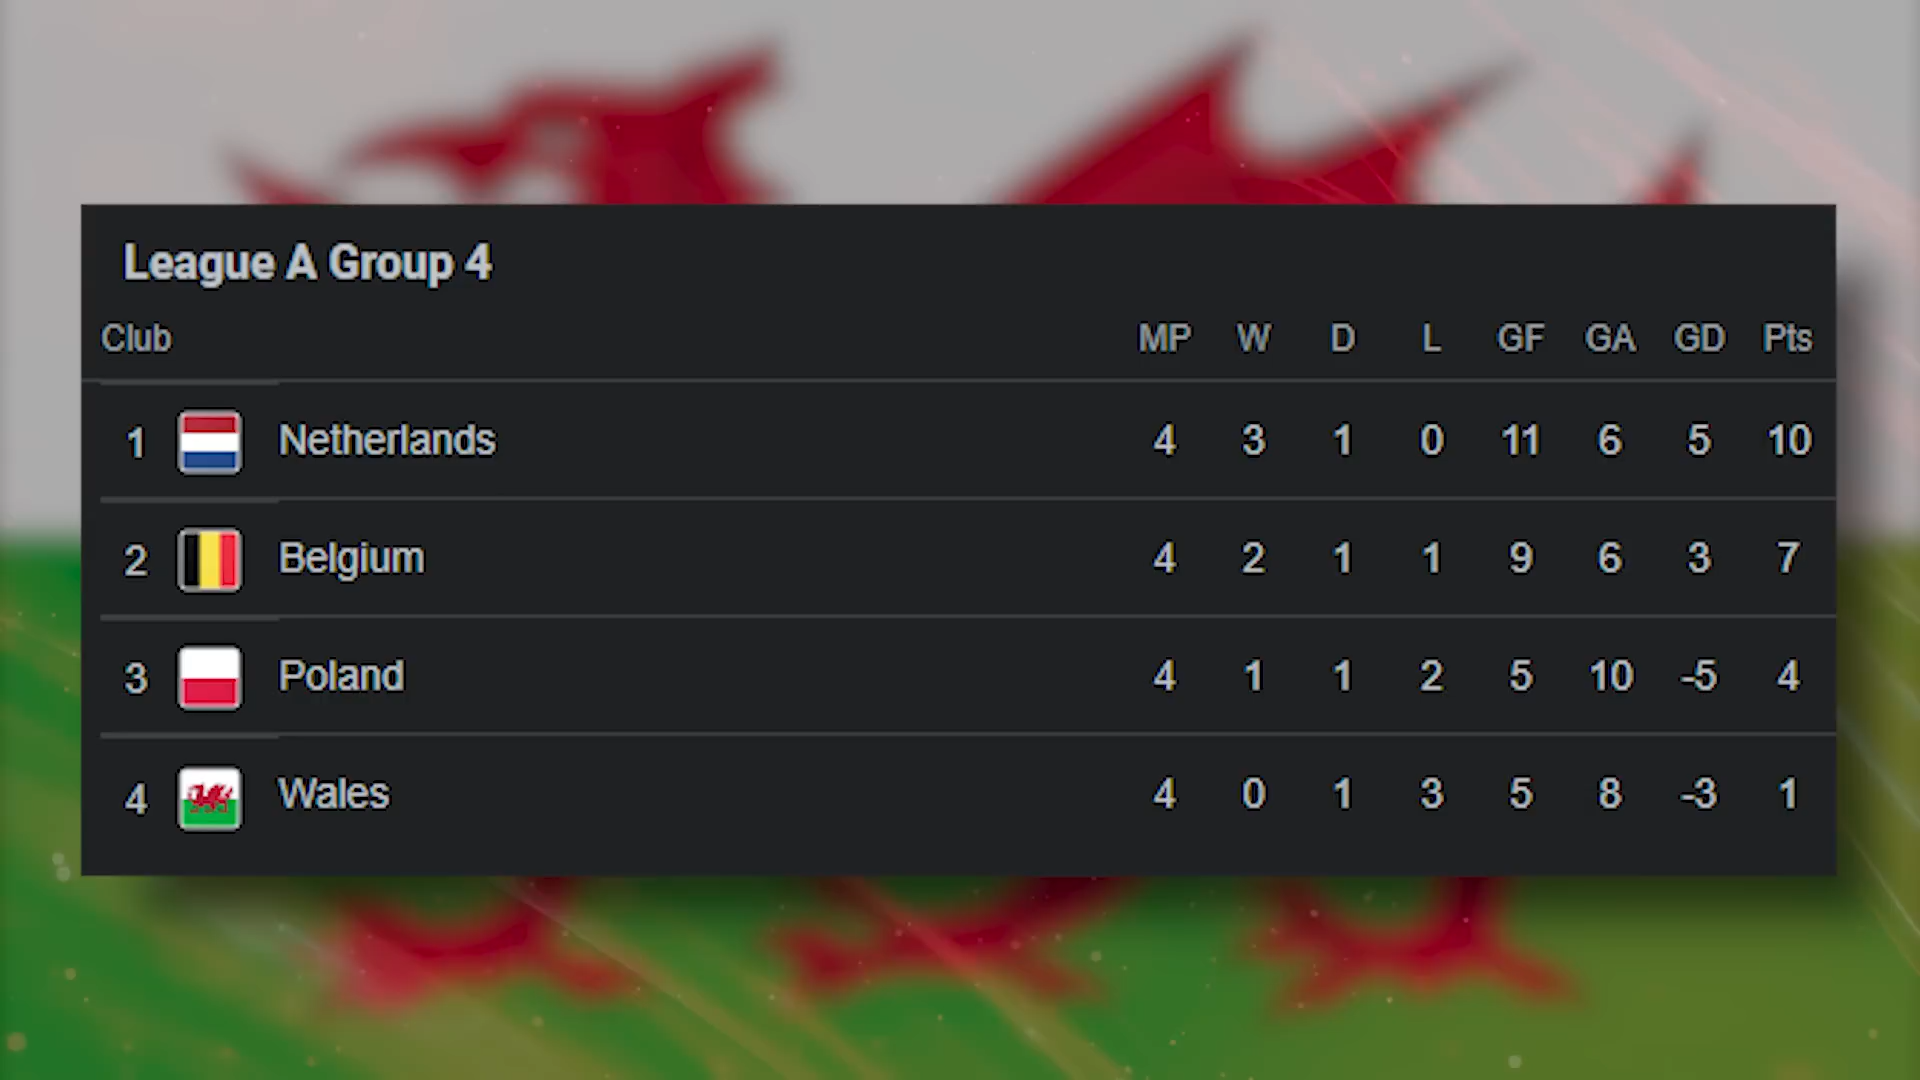 League A Group 4
Club MP W D L GF GA GD Pts
1 Netherlands 4 3 1 0 11 6 5 10
2 Belgium 4 2 1 1 9 6 3 7
3 Poland 4 1 1 2 5 10 -5 4
4 Wales 4 0 1 3 5 8 -3 1